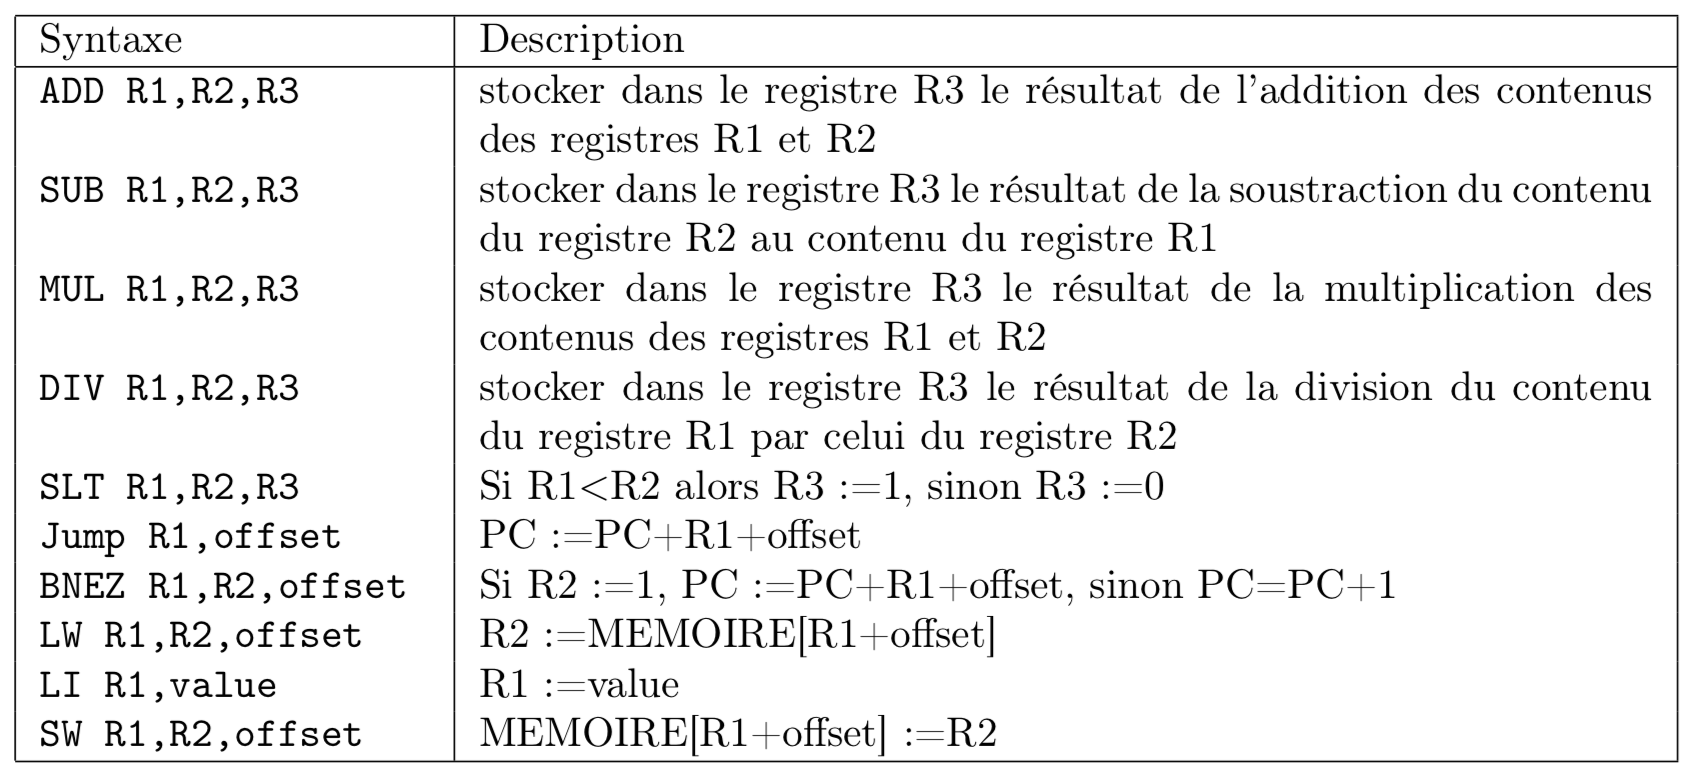 Syntaxe Description
ADD R1,R2,R3 stocker dans le registre R3 le résultat de l'addition des contenus
des registres R1 et R2
SUB R1,R2,R3 stocker dans le registre R3 le résultat de la soustraction du contenu
du registre R2 au contenu du registre R1
MUL R1,R2,R3 stocker dans le registre R3 le résultat de la multiplication des
contenus des registres R1 et R2
DIV R1,R2,R3 stocker dans le registre R3 le résultat de la division du contenu
du registre R1 par celui du registre R2
SLT R1,R2,R3 Si R1<R2 alors R3 :=1, sinon R3 :=0
Jump R1,offset PC :=PC+R1+offset
BNEZ R1,R2,offset Si R2 :=1, PC :=PC+R1+offset, sinon PC=PC+1
LW R1,R2,offset R2 :=MEMOIRE[R1+offset]
LI R1,value R1 :=value
SW R1,R2,offset MEMOIRE[R1+offset] :=R2